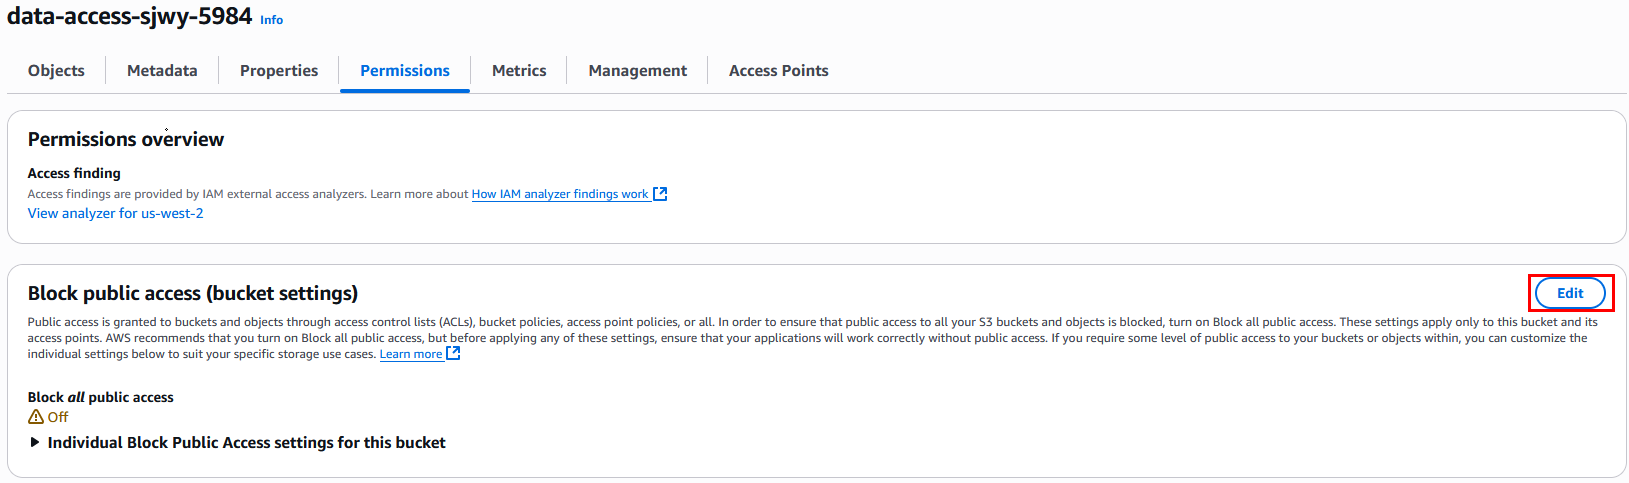 data-access-sjwy-5984 Info
Objects Metadata Properties Permissions Metrics Management Access Points
Permissions overview
Access finding
Access findings are provided by IAM external access analyzers. Learn more about How IAM analyzer findings work
View analyzer for us-west-2
Block public access (bucket settings) Edit
Public access is granted to buckets and objects through access control lists (ACLs), bucket policies, access point policies, or all. In order to ensure that public access to all your S3 buckets and objects is blocked, turn on Block all public access. These settings apply only to this bucket and its
access points. AWS recommends that you turn on Block all public access, but before applying any of these settings, ensure that your applications will work correctly without public access. If you require some level of public access to your buckets or objects within, you can customize the
individual settings below to suit your specific storage use cases. Learn more
Block all public access
Off
Individual Block Public Access settings for this bucket